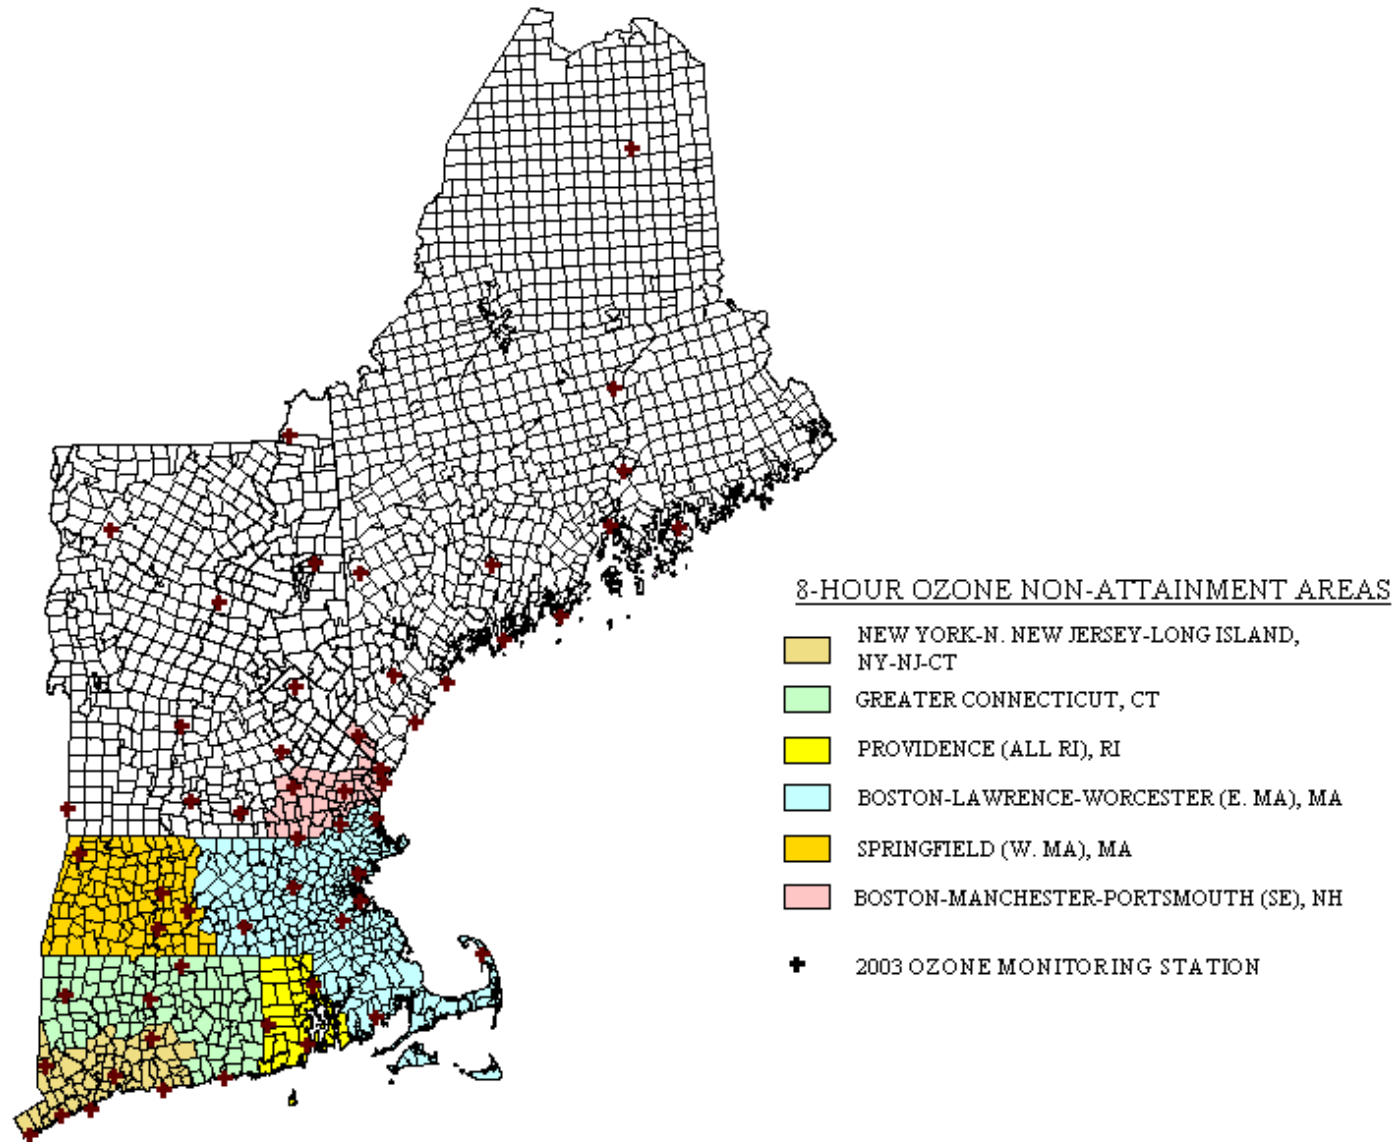 8-HOUR OZONE NON-ATTAINMENT AREAS
NEW YORK-N. NEW JERSEY-LONG ISLAND,
NY-NJ-CT
GREATER CONNECTICUT, CT
PROVIDENCE (ALL RI), RI
BOSTON-LAWRENCE-WORCESTER (E. MA), MA
SPRINGFIELD (W. MA), MA
BOSTON-MANCHESTER-PORTSMOUTH (SE), NH
2003 OZONE MONITORING STATION